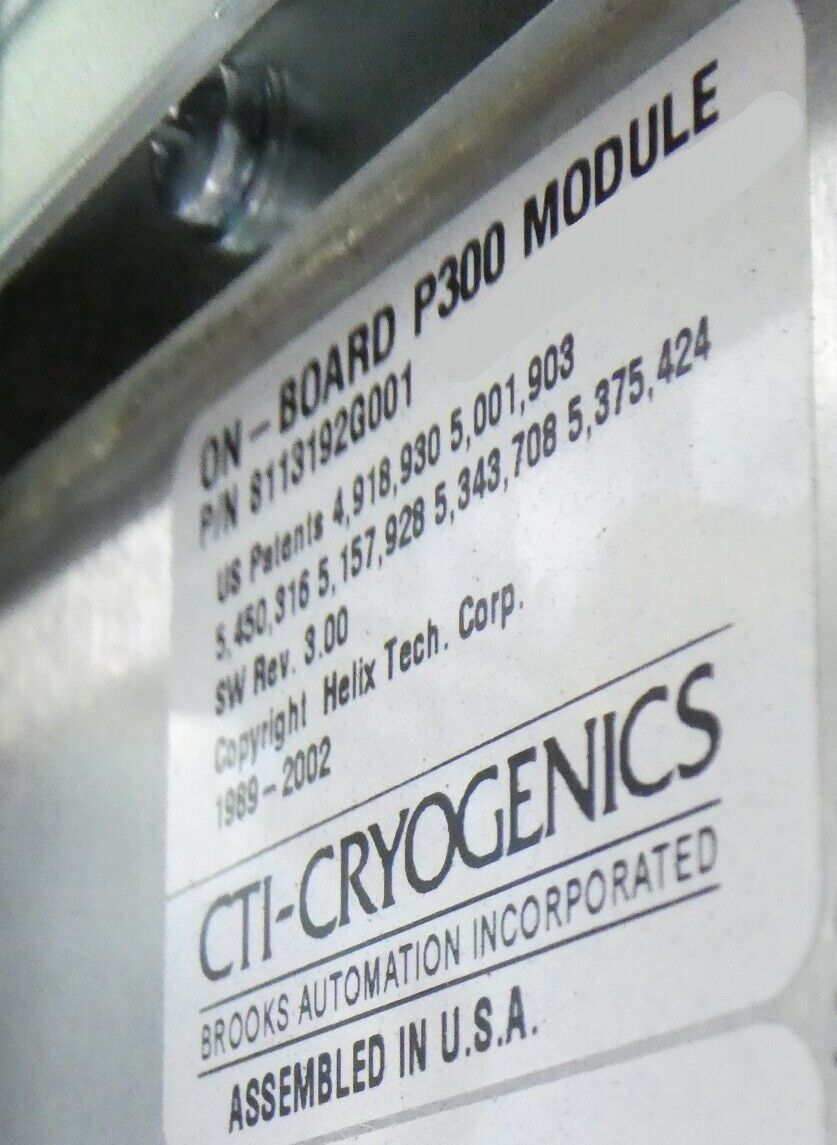 ON-BOARD P300 MODULE
P/N 8113192G001
US Patents 4,918,930 5,001,903
5,450,316 5,157,928 5,343,708 5,375,424
SW Rev. 3.00
Copyright Helix Tech. Corp.
1989-2002
CTI-CRYOGENICS
BROOKS AUTOMATION INCORPORATED
ASSEMBLED IN U.S.A.